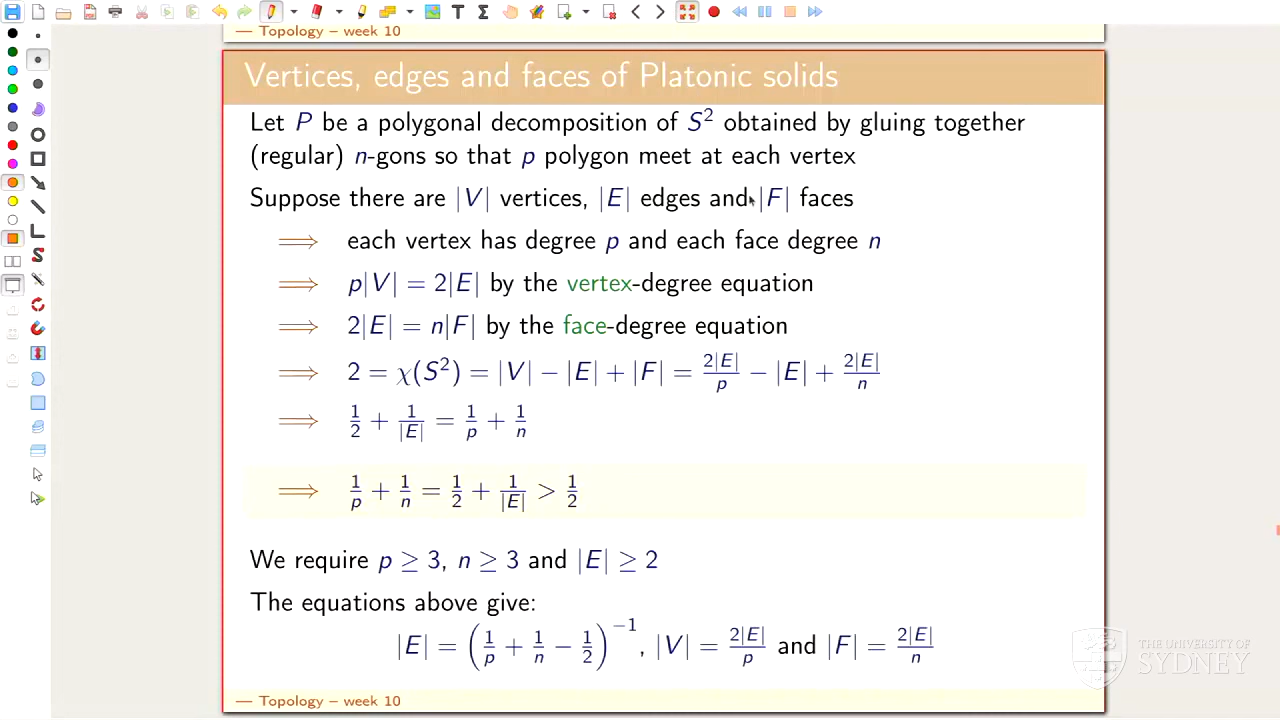 — Topology – week 10
Vertices, edges and faces of Platonic solids
Let P be a polygonal decomposition of S² obtained by gluing together
(regular) n-gons so that p polygon meet at each vertex
Suppose there are |V| vertices, |E| edges and |F| faces
⟹ each vertex has degree p and each face degree n
⟹ p|V| = 2|E| by the vertex-degree equation
⟹ 2|E| = n|F| by the face-degree equation
⟹ 2 = χ(S²) = |V| − |E| + |F| = 2|E|/p − |E| + 2|E|/n
⟹ 1/2 + 1/|E| = 1/p + 1/n
⟹ 1/p + 1/n = 1/2 + 1/|E| > 1/2
We require p ≥ 3, n ≥ 3 and |E| ≥ 2
The equations above give:
|E| = (1/p + 1/n − 1/2)⁻¹, |V| = 2|E|/p and |F| = 2|E|/n
THE UNIVERSITY OF
SYDNEY
— Topology – week 10